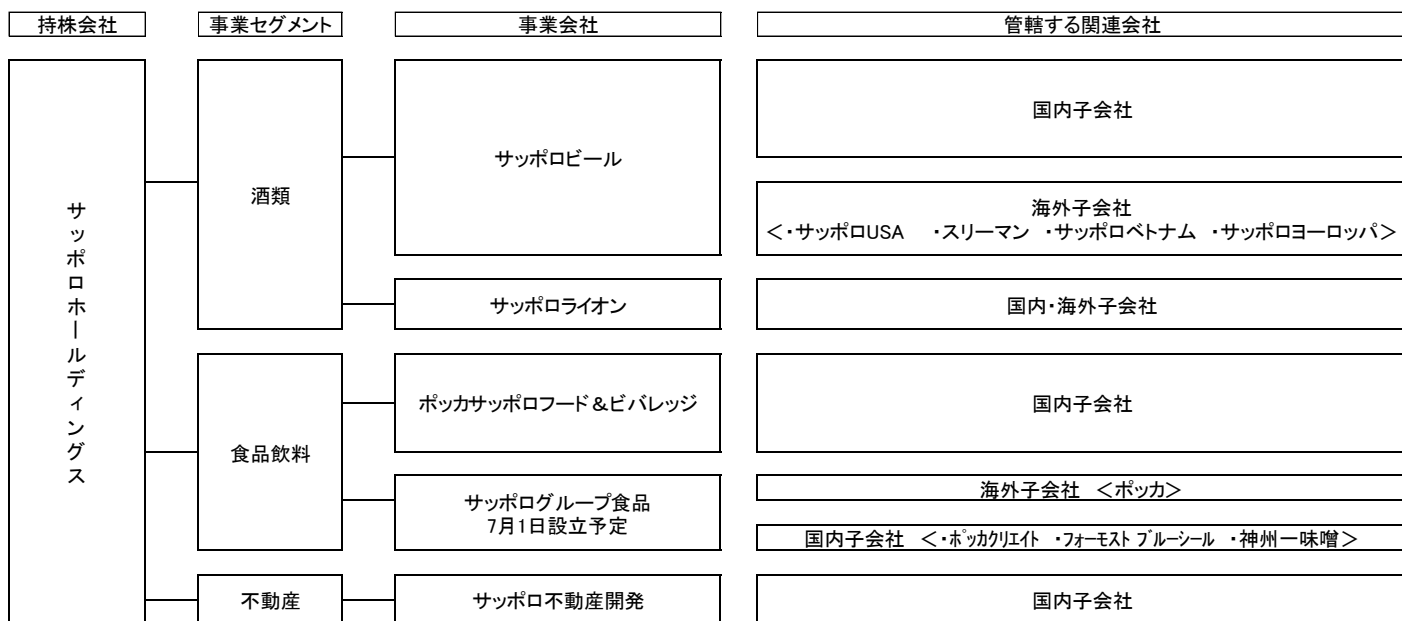 持株会社
事業セグメント
事業会社
管轄する関連会社
サッポロホールディングス
酒類
サッポロビール
国内子会社
海外子会社
＜・サッポロUSA　・スリーマン ・サッポロベトナム ・サッポロヨーロッパ＞
サッポロライオン
国内・海外子会社
食品飲料
ポッカサッポロフード＆ビバレッジ
国内子会社
サッポログループ食品
7月1日設立予定
海外子会社 ＜ポッカ＞
国内子会社 ＜・ﾎﾟｯｶｸﾘｴｲﾄ ・ﾌｫｰﾓｽﾄ ﾌﾞﾙｰｼｰﾙ ・神州一味噌＞
不動産
サッポロ不動産開発
国内子会社